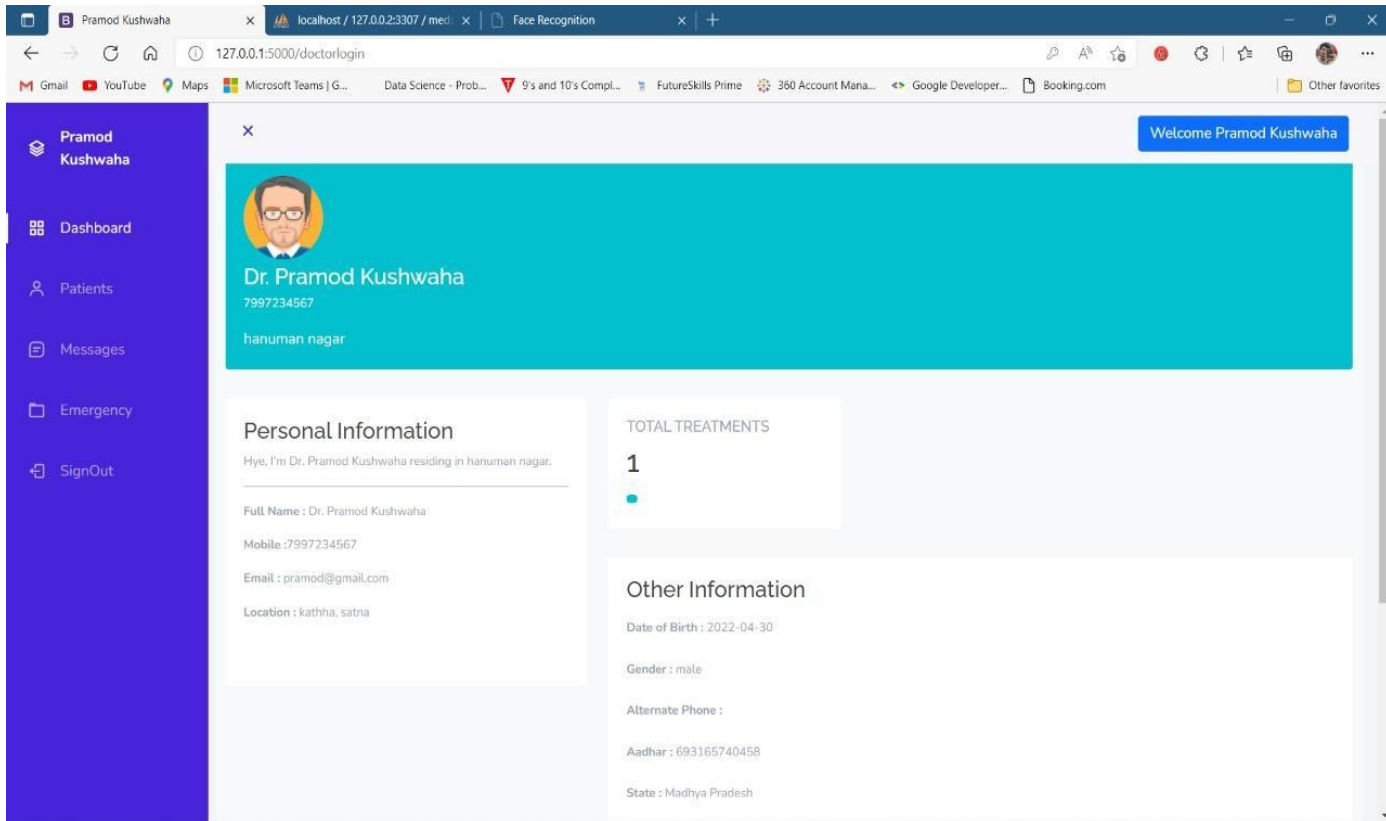 Pramod Kushwaha
localhost / 127.0.0.2:3307 / med
Face Recognition
127.0.0.1:5000/doctorlogin
Gmail YouTube Maps Microsoft Teams | G... Data Science - Prob... 9's and 10's Compl... FutureSkills Prime 360 Account Mana... Google Developer... Booking.com Other favorites
Pramod
Kushwaha
Dashboard
Patients
Messages
Emergency
SignOut
Welcome Pramod Kushwaha
Dr. Pramod Kushwaha
7997234567
hanuman nagar
Personal Information
Hye, I'm Dr. Pramod Kushwaha residing in hanuman nagar.
Full Name : Dr. Pramod Kushwaha
Mobile :7997234567
Email : pramod@gmail.com
Location : kathha, satna
TOTAL TREATMENTS
1
Other Information
Date of Birth : 2022-04-30
Gender : male
Alternate Phone :
Aadhar : 693165740458
State : Madhya Pradesh